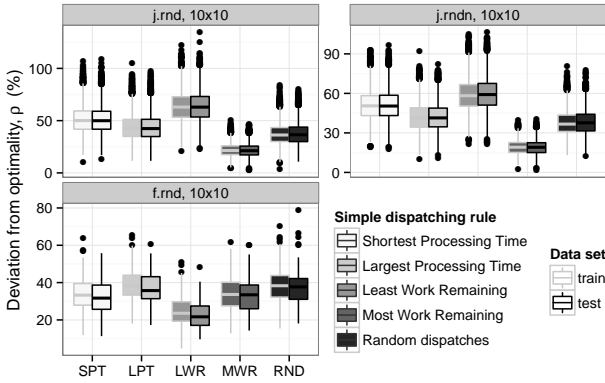 j.rnd, 10x10
j.rndn, 10x10
100
50
0
90
60
30
0
Deviation from optimality, ρ (%)
f.rnd, 10x10
80
60
40
20
SPT LPT LWR MWR RND
Simple dispatching rule
Shortest Processing Time
Largest Processing Time
Least Work Remaining
Most Work Remaining
Random dispatches
Data set
train
test